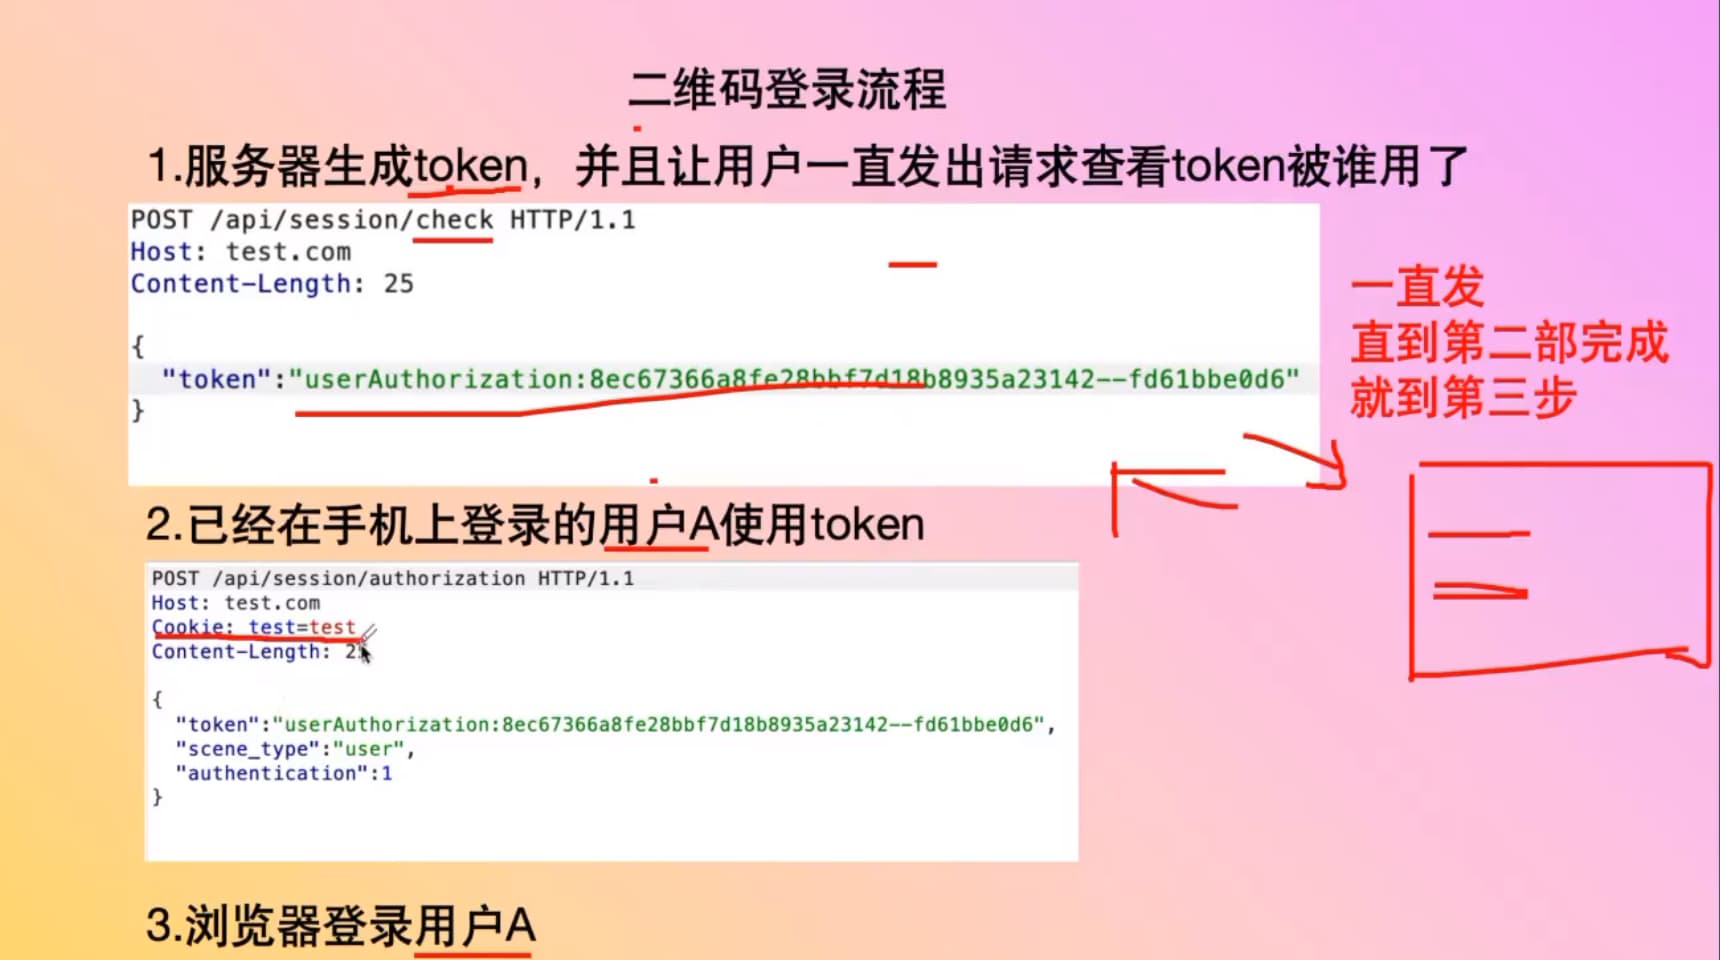 二维码登录流程
1.服务器生成token，并且让用户一直发出请求查看token被谁用了
POST /api/session/check HTTP/1.1
Host: test.com
Content-Length: 25
{
"token":"userAuthorization:8ec67366a8fe28bbf7d18b8935a23142--fd61bbe0d6"
}
一直发
直到第二部完成
就到第三步
2.已经在手机上登录的用户A使用token
POST /api/session/authorization HTTP/1.1
Host: test.com
Cookie: test=test
Content-Length:
{
"token":"userAuthorization:8ec67366a8fe28bbf7d18b8935a23142--fd61bbe0d6",
"scene_type":"user",
"authentication":1
}
3.浏览器登录用户A